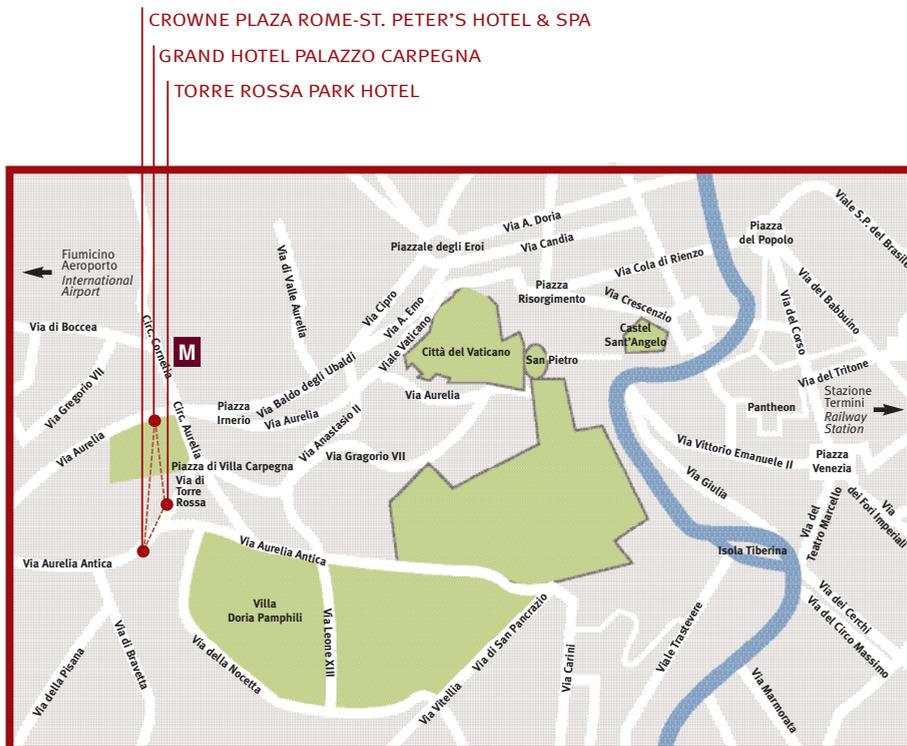 CROWNE PLAZA ROME-ST. PETER'S HOTEL & SPA
GRAND HOTEL PALAZZO CARPEGNA
TORRE ROSSA PARK HOTEL
Fiumicino
Aeroporto
International
Airport
Via di Boccea
Via Gregorio VII
Via Aurelia
Circ. Cornelia
M
Circ. Aurelia
Via di Valle Aurelia
Piazzale degli Eroi
Via A. Doria
Via Candia
Via Cipro
Via A. Emo
Viale Vaticano
Via Baldo degli Ubaldi
Piazza
Irnerio
Via Aurelia
Via Anastasio II
Via Gragorio VII
Piazza di Villa Carpegna
Via di
Torre
Rossa
Città del Vaticano
San Pietro
Via Aurelia
Piazza
Risorgimento
Via Cola di Rienzo
Via Crescenzio
Castel
Sant'Angelo
Piazza
del Popolo
Viale S.P. del Brasile
Via del Babbuino
Via del Corso
Via del Tritone
Stazione
Termini
Railway
Station
Pantheon
Via Vittorio Emanuele II
Piazza
Venezia
Via Giulia
Via del
Teatro Marcello
Via
dei Fori Imperiali
Isola Tiberina
Via dei Cerchi
Via del Circo Massimo
Via Marmorata
Viale Trastevere
Via Carini
Via di San Pancrazio
Via Vitellia
Via Leone XIII
Via Aurelia Antica
Villa
Doria Pamphili
Via della Nocetta
Via Aurelia Antica
Via di Bravetta
Via della Pisana